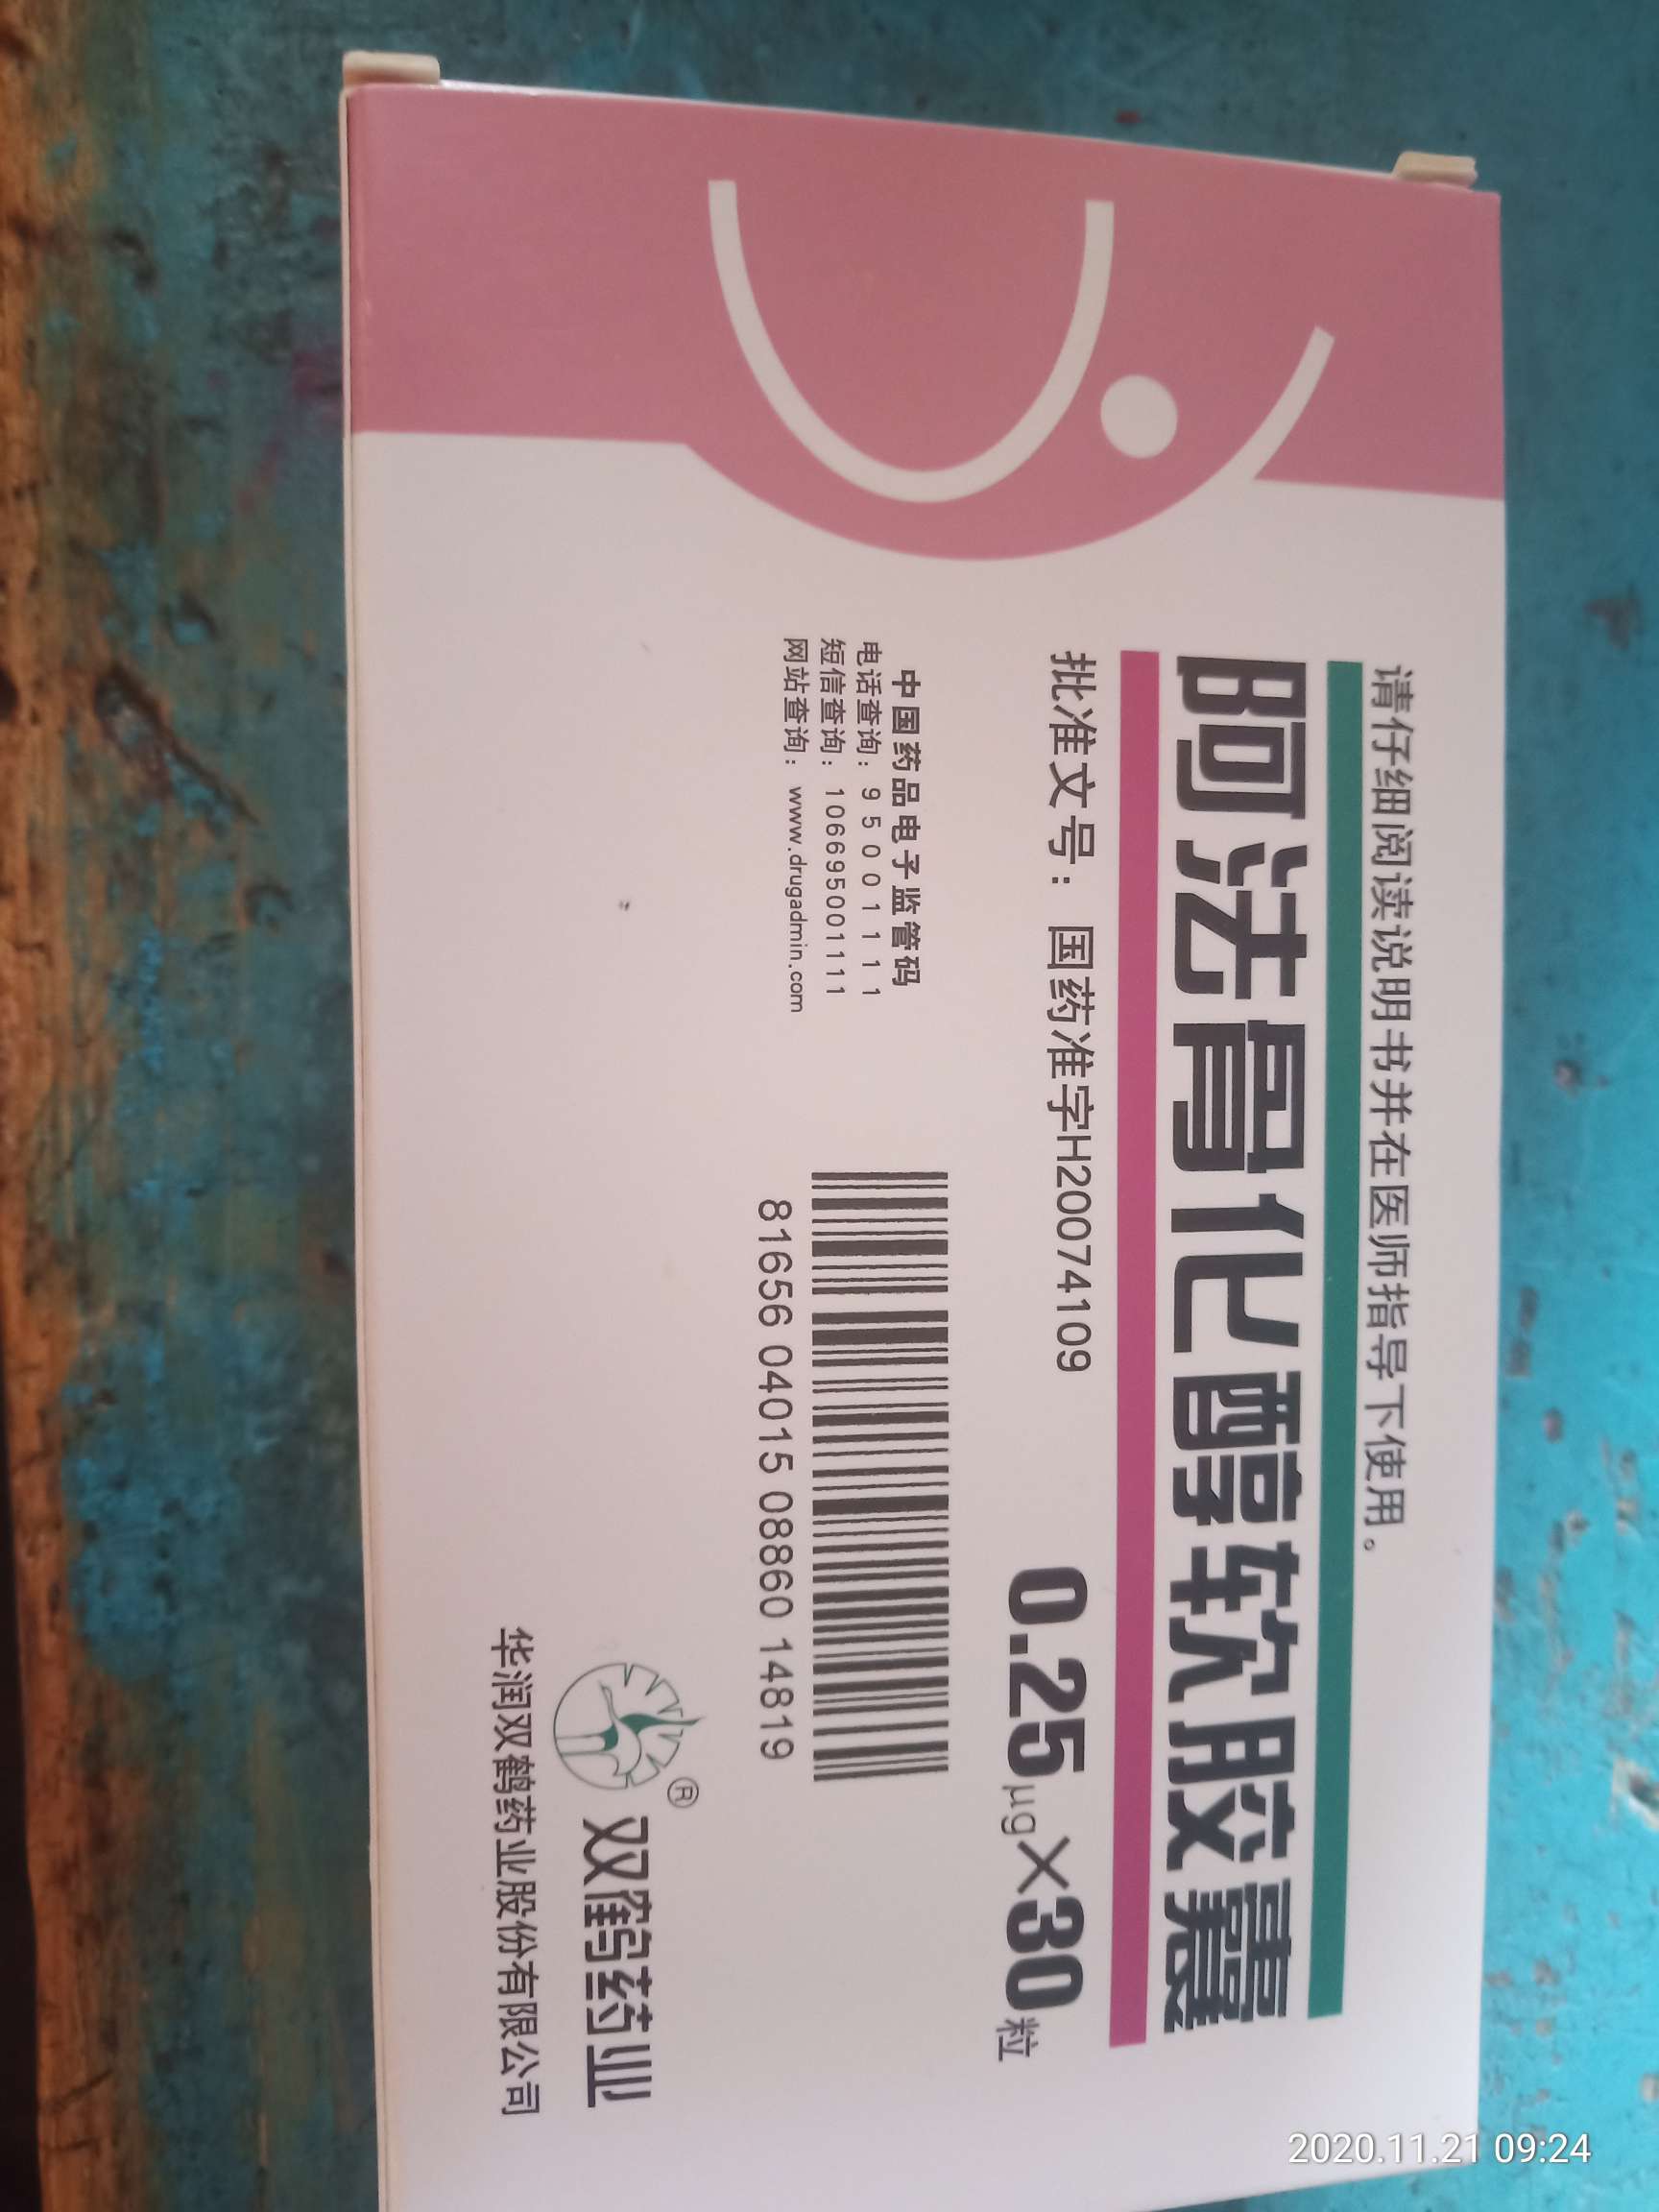 请仔细阅读说明书并在医师指导下使用。
阿法骨化醇软胶囊
批准文号：国药准字H20074109
0.25μg×30粒
中国药品电子监管码
电话查询：95001111
短信查询：106695001111
网站查询：www.drugadmin.com
81656 04015 08860 14819
® 双鹤药业
华润双鹤药业股份有限公司
2020.11.21 09:24